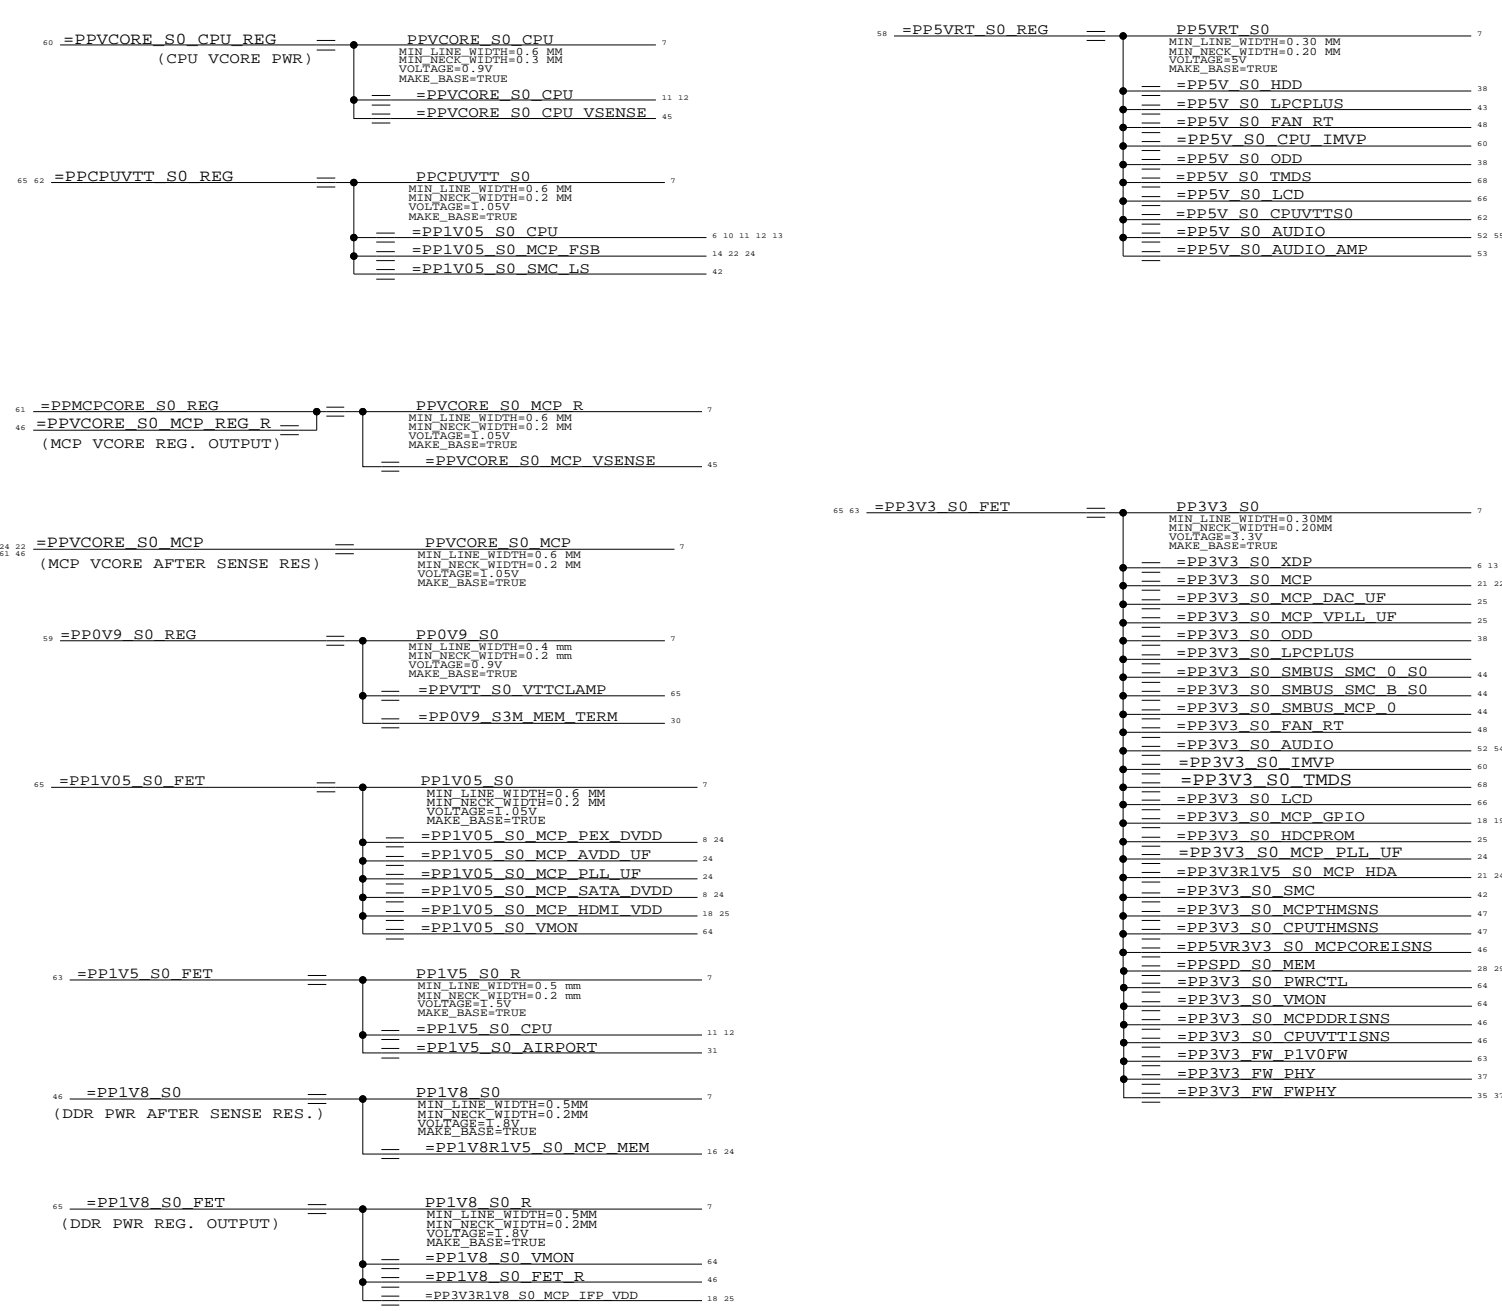 60 =PPVCORE_S0_CPU_REG PPVCORE_S0_CPU 7
(CPU VCORE PWR)
MIN_LINE_WIDTH=0.6 MM
MIN_NECK_WIDTH=0.3 MM
VOLTAGE=0.9V
MAKE_BASE=TRUE
=PPVCORE_S0_CPU 11 12
=PPVCORE_S0_CPU_VSENSE 45
65 62 =PPCPUVTT_S0_REG PPCPUVTT_S0 7
MIN_LINE_WIDTH=0.6 MM
MIN_NECK_WIDTH=0.2 MM
VOLTAGE=1.05V
MAKE_BASE=TRUE
=PP1V05_S0_CPU 6 10 11 12 13
=PP1V05_S0_MCP_FSB 14 22 24
=PP1V05_S0_SMC_LS 42
61 =PPMCPCORE_S0_REG PPVCORE_S0_MCP_R 7
46 =PPVCORE_S0_MCP_REG_R
(MCP VCORE REG. OUTPUT)
MIN_LINE_WIDTH=0.6 MM
MIN_NECK_WIDTH=0.2 MM
VOLTAGE=1.05V
MAKE_BASE=TRUE
=PPVCORE_S0_MCP_VSENSE 45
24 22 =PPVCORE_S0_MCP PPVCORE_S0_MCP 7
61 46
(MCP VCORE AFTER SENSE RES)
MIN_LINE_WIDTH=0.6 MM
MIN_NECK_WIDTH=0.2 MM
VOLTAGE=1.05V
MAKE_BASE=TRUE
59 =PP0V9_S0_REG PP0V9_S0 7
MIN_LINE_WIDTH=0.4 mm
MIN_NECK_WIDTH=0.2 mm
VOLTAGE=0.9V
MAKE_BASE=TRUE
=PPVTT_S0_VTTCLAMP 65
=PP0V9_S3M_MEM_TERM 30
65 =PP1V05_S0_FET PP1V05_S0 7
MIN_LINE_WIDTH=0.6 MM
MIN_NECK_WIDTH=0.2 MM
VOLTAGE=1.05V
MAKE_BASE=TRUE
=PP1V05_S0_MCP_PEX_DVDD 8 24
=PP1V05_S0_MCP_AVDD_UF 24
=PP1V05_S0_MCP_PLL_UF 24
=PP1V05_S0_MCP_SATA_DVDD 8 24
=PP1V05_S0_MCP_HDMI_VDD 18 25
=PP1V05_S0_VMON 64
63 =PP1V5_S0_FET PP1V5_S0_R 7
MIN_LINE_WIDTH=0.5 mm
MIN_NECK_WIDTH=0.2 mm
VOLTAGE=1.5V
MAKE_BASE=TRUE
=PP1V5_S0_CPU 11 12
=PP1V5_S0_AIRPORT 31
46 =PP1V8_S0 PP1V8_S0 7
(DDR PWR AFTER SENSE RES.)
MIN_LINE_WIDTH=0.5MM
MIN_NECK_WIDTH=0.2MM
VOLTAGE=1.8V
MAKE_BASE=TRUE
=PP1V8R1V5_S0_MCP_MEM 16 24
65 =PP1V8_S0_FET PP1V8_S0_R 7
(DDR PWR REG. OUTPUT)
MIN_LINE_WIDTH=0.5MM
MIN_NECK_WIDTH=0.2MM
VOLTAGE=1.8V
MAKE_BASE=TRUE
=PP1V8_S0_VMON 64
=PP1V8_S0_FET_R 46
=PP3V3R1V8_S0_MCP_IFP_VDD 18 25
58 =PP5VRT_S0_REG PP5VRT_S0 7
MIN_LINE_WIDTH=0.30 MM
MIN_NECK_WIDTH=0.20 MM
VOLTAGE=5V
MAKE_BASE=TRUE
=PP5V_S0_HDD 38
=PP5V_S0_LPCPLUS 43
=PP5V_S0_FAN_RT 48
=PP5V_S0_CPU_IMVP 60
=PP5V_S0_ODD 38
=PP5V_S0_TMDS 68
=PP5V_S0_LCD 66
=PP5V_S0_CPUVTTS0 62
=PP5V_S0_AUDIO 52 55
=PP5V_S0_AUDIO_AMP 53
65 63 =PP3V3_S0_FET PP3V3_S0 7
MIN_LINE_WIDTH=0.30MM
MIN_NECK_WIDTH=0.20MM
VOLTAGE=3.3V
MAKE_BASE=TRUE
=PP3V3_S0_XDP 6 13
=PP3V3_S0_MCP 21 22
=PP3V3_S0_MCP_DAC_UF 25
=PP3V3_S0_MCP_VPLL_UF 25
=PP3V3_S0_ODD 38
=PP3V3_S0_LPCPLUS
=PP3V3_S0_SMBUS_SMC_0_S0 44
=PP3V3_S0_SMBUS_SMC_B_S0 44
=PP3V3_S0_SMBUS_MCP_0 44
=PP3V3_S0_FAN_RT 48
=PP3V3_S0_AUDIO 52 54
=PP3V3_S0_IMVP 60
=PP3V3_S0_TMDS 68
=PP3V3_S0_LCD 66
=PP3V3_S0_MCP_GPIO 18 19
=PP3V3_S0_HDCPROM 25
=PP3V3_S0_MCP_PLL_UF 24
=PP3V3R1V5_S0_MCP_HDA 21 24
=PP3V3_S0_SMC 42
=PP3V3_S0_MCPTHMSNS 47
=PP3V3_S0_CPUTHMSNS 47
=PP5VR3V3_S0_MCPCOREISNS 46
=PPSPD_S0_MEM 28 29
=PP3V3_S0_PWRCTL 64
=PP3V3_S0_VMON 64
=PP3V3_S0_MCPDDRISNS 46
=PP3V3_S0_CPUVTTISNS 46
=PP3V3_FW_P1V0FW 63
=PP3V3_FW_PHY 37
=PP3V3_FW_FWPHY 35 37